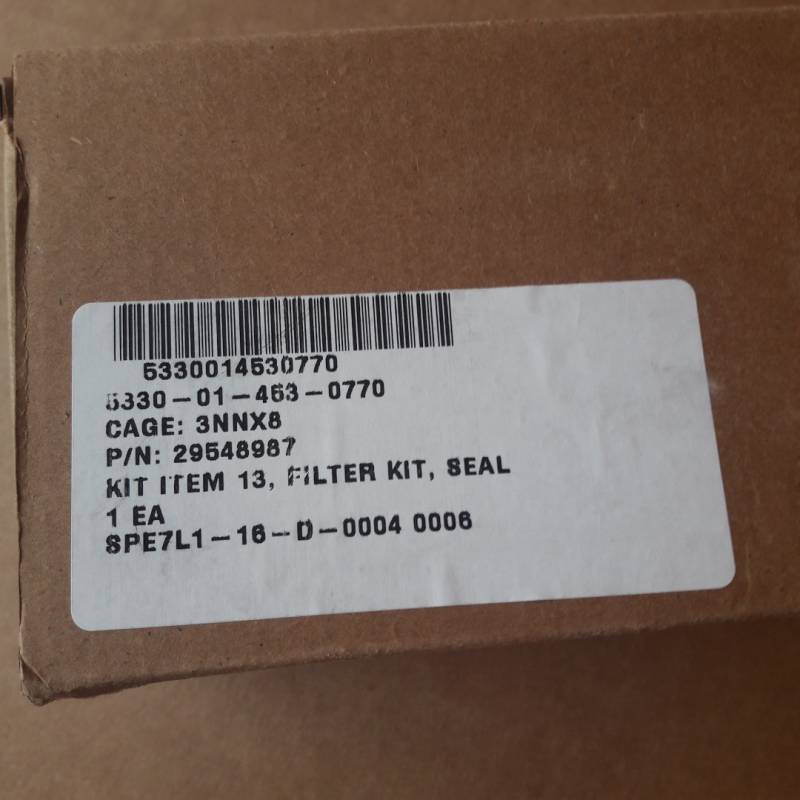 5330014530770
5330-01-453-0770
CAGE: 3NNX8
P/N: 29548987
KIT ITEM 13, FILTER KIT, SEAL
1 EA
SPE7L1-16-D-0004 0006